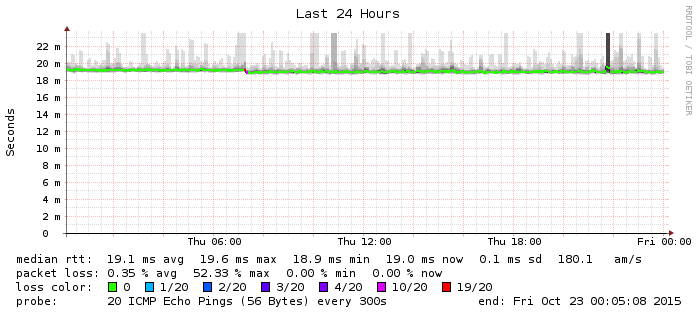 Last 24 Hours
RRDTOOL / TOBI OETIKER
Seconds
22 m
20 m
18 m
16 m
14 m
12 m
10 m
8 m
6 m
4 m
2 m
0
Thu 06:00 Thu 12:00 Thu 18:00 Fri 00:00
median rtt: 19.1 ms avg 19.6 ms max 18.9 ms min 19.0 ms now 0.1 ms sd 180.1 am/s
packet loss: 0.35 % avg 52.33 % max 0.00 % min 0.00 % now
loss color: 0 1/20 2/20 3/20 4/20 10/20 19/20
probe: 20 ICMP Echo Pings (56 Bytes) every 300s end: Fri Oct 23 00:05:08 2015